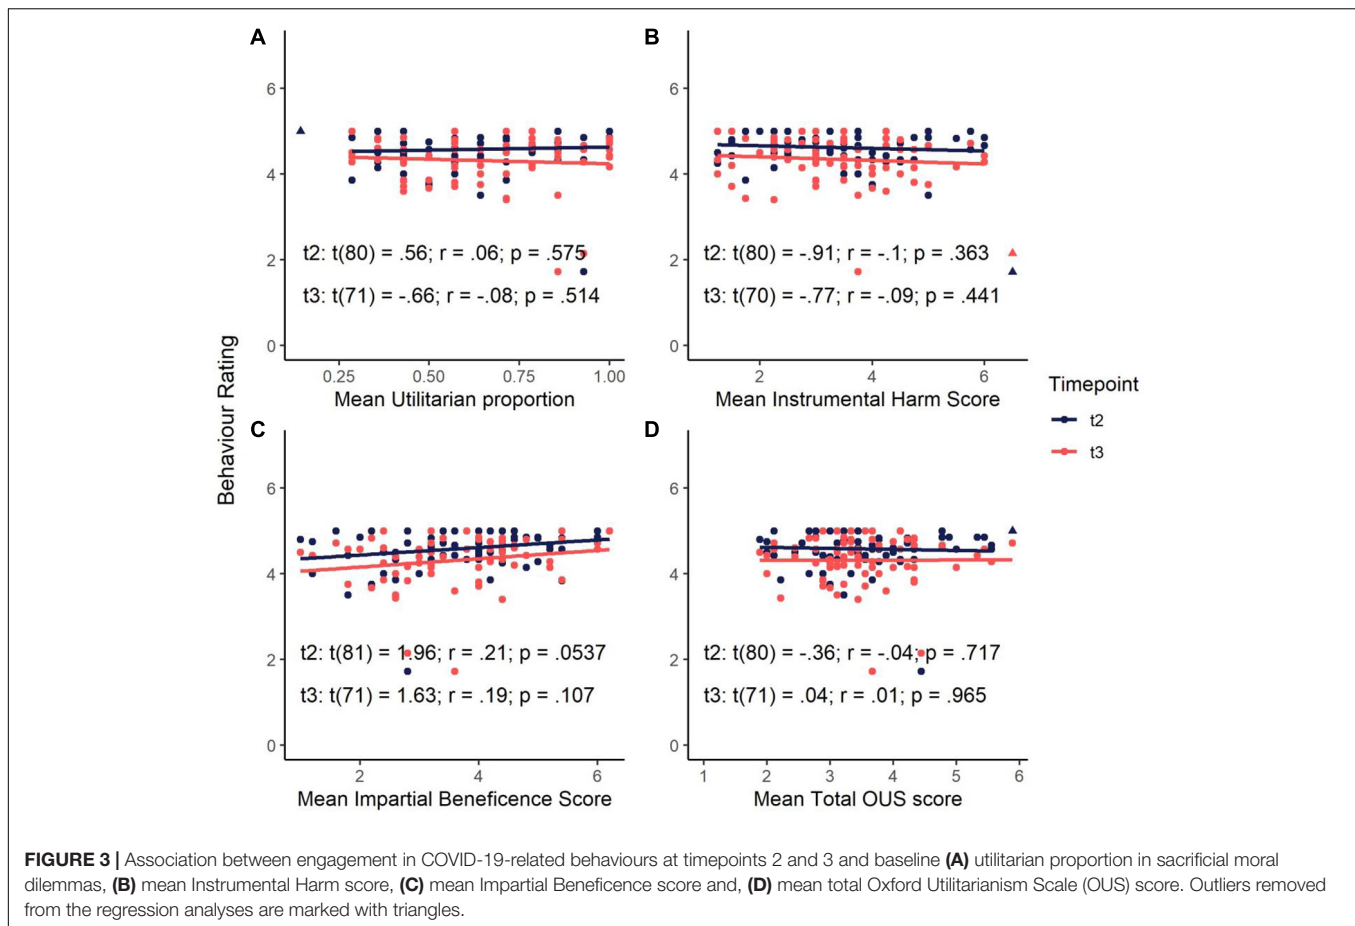 A
6
4
2
0
t2: t(80) = .56; r = .06; p = .575
t3: t(71) = -.66; r = -.08; p = .514
0.25 0.50 0.75 1.00
Mean Utilitarian proportion
B
6
4
2
0
t2: t(80) = -.91; r = -.1; p = .363
t3: t(70) = -.77; r = -.09; p = .441
2 4 6
Mean Instrumental Harm Score
Behaviour Rating
Timepoint
t2
t3
C
6
4
2
0
t2: t(81) = 1.96; r = .21; p = .0537
t3: t(71) = 1.63; r = .19; p = .107
2 4 6
Mean Impartial Beneficence Score
D
6
4
2
0
t2: t(80) = -.36; r = -.04; p = .717
t3: t(71) = .04; r = .01; p = .965
1 2 3 4 5 6
Mean Total OUS score
FIGURE 3 | Association between engagement in COVID-19-related behaviours at timepoints 2 and 3 and baseline (A) utilitarian proportion in sacrificial moral
dilemmas, (B) mean Instrumental Harm score, (C) mean Impartial Beneficence score and, (D) mean total Oxford Utilitarianism Scale (OUS) score. Outliers removed
from the regression analyses are marked with triangles.